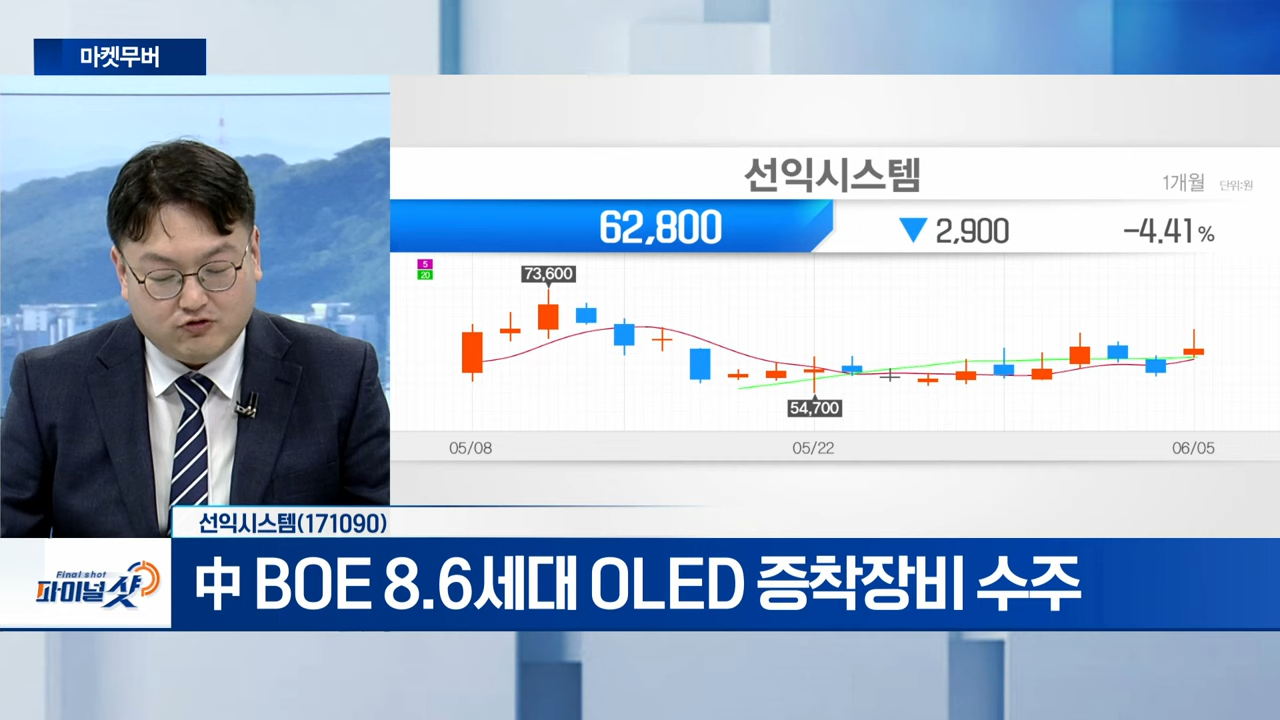 마켓무버
선익시스템
1개월 단위:원
62,800 ▼ 2,900 -4.41%
5
20
73,600
54,700
05/08 05/22 06/05
선익시스템(171090)
Final shot
파이널샷
中 BOE 8.6세대 OLED 증착장비 수주